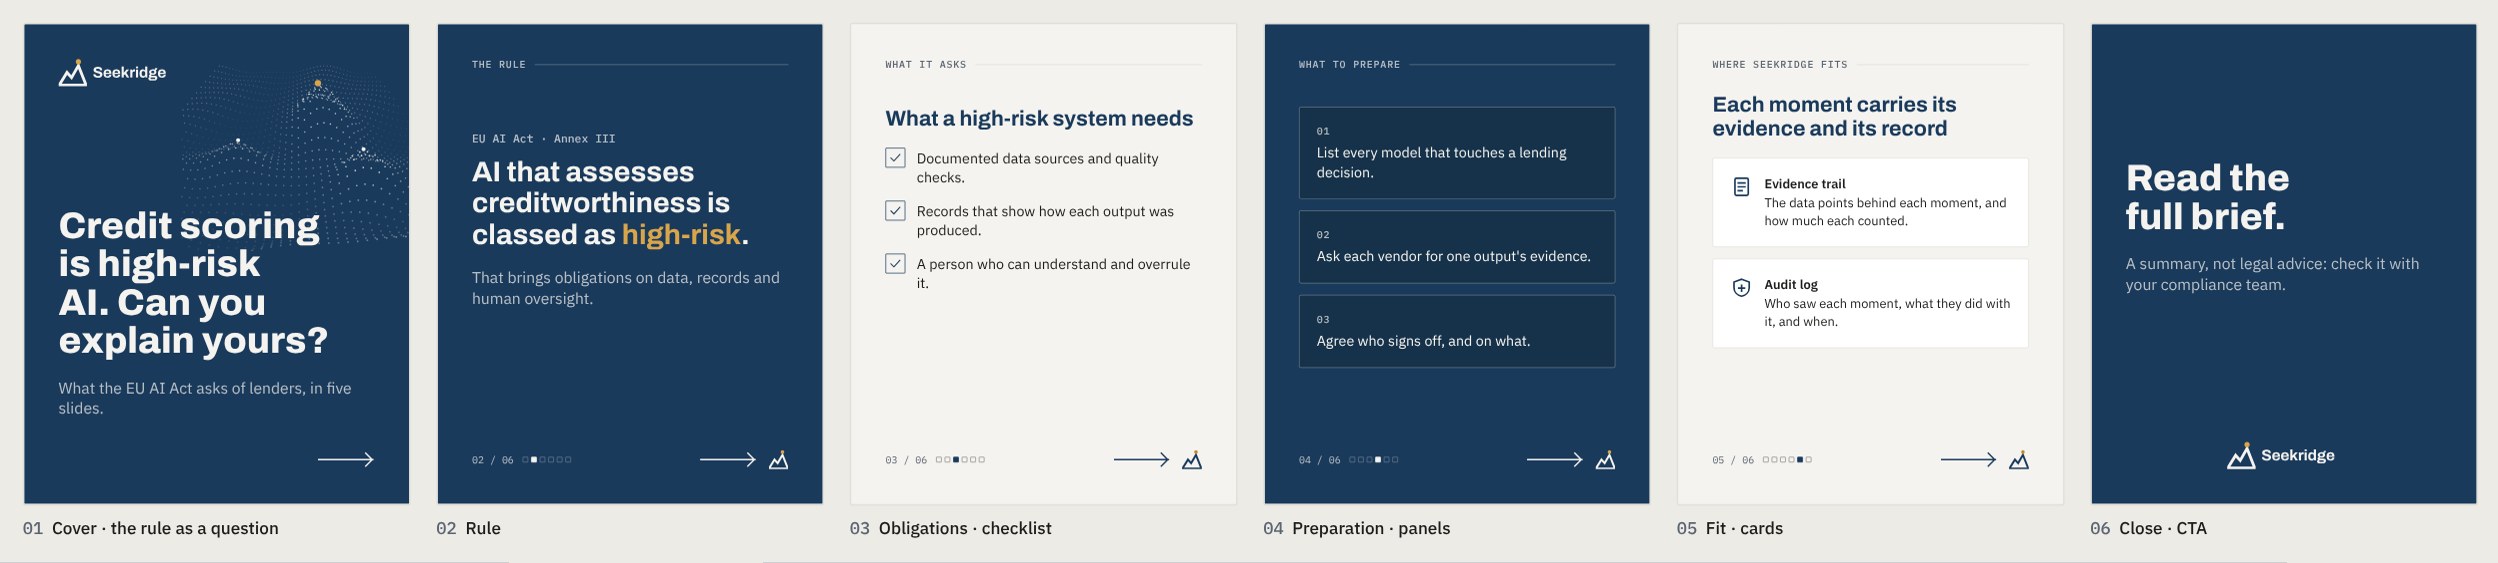 Seekridge
Credit scoring
is high-risk
AI. Can you
explain yours?
What the EU AI Act asks of lenders, in five
slides.
01 Cover · the rule as a question
THE RULE
EU AI Act · Annex III
AI that assesses
creditworthiness is
classed as high-risk.
That brings obligations on data, records and
human oversight.
02 / 06
02 Rule
WHAT IT ASKS
What a high-risk system needs
Documented data sources and quality
checks.
Records that show how each output was
produced.
A person who can understand and overrule
it.
03 / 06
03 Obligations · checklist
WHAT TO PREPARE
01
List every model that touches a lending
decision.
02
Ask each vendor for one output's evidence.
03
Agree who signs off, and on what.
04 / 06
04 Preparation · panels
WHERE SEEKRIDGE FITS
Each moment carries its
evidence and its record
Evidence trail
The data points behind each moment, and
how much each counted.
Audit log
Who saw each moment, what they did with
it, and when.
05 / 06
05 Fit · cards
Read the
full brief.
A summary, not legal advice: check it with
your compliance team.
Seekridge
06 Close · CTA